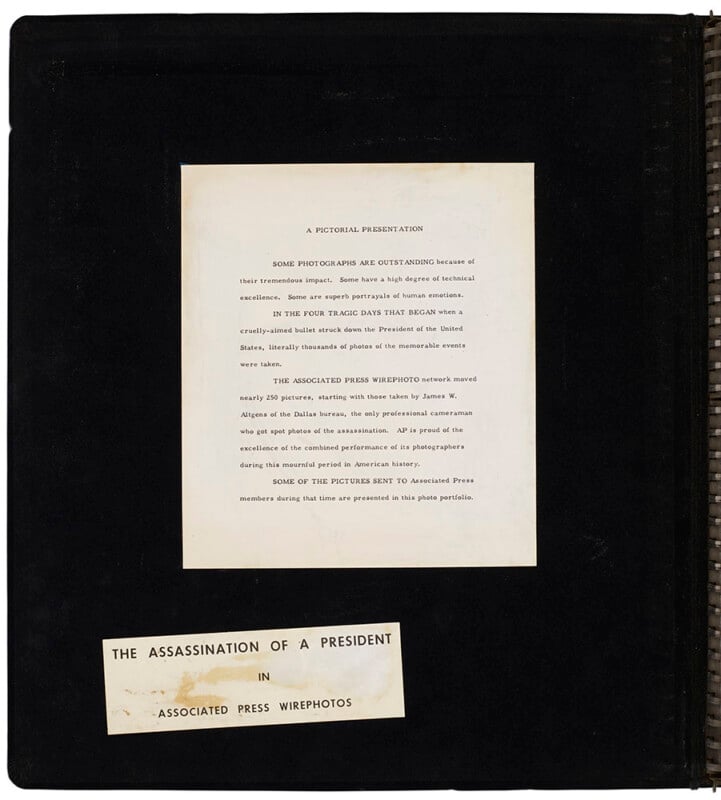 A PICTORIAL PRESENTATION
SOME PHOTOGRAPHS ARE OUTSTANDING because of
their tremendous impact. Some have a high degree of technical
excellence. Some are superb portrayals of human emotions.
IN THE FOUR TRAGIC DAYS THAT BEGAN when a
cruelly-aimed bullet struck down the President of the United
States, literally thousands of photos of the memorable events
were taken.
THE ASSOCIATED PRESS WIREPHOTO network moved
nearly 250 pictures, starting with those taken by James W.
Altgens of the Dallas bureau, the only professional cameraman
who got spot photos of the assassination. AP is proud of the
excellence of the combined performance of its photographers
during this mournful period in American history.
SOME OF THE PICTURES SENT TO Associated Press
members during that time are presented in this photo portfolio.
THE ASSASSINATION OF A PRESIDENT
IN
ASSOCIATED PRESS WIREPHOTOS